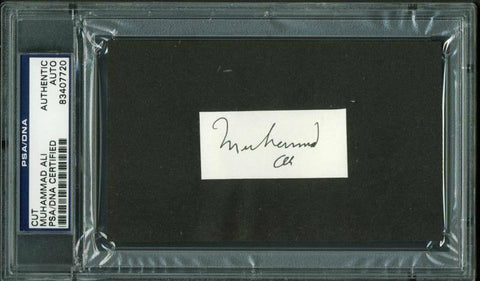 PSA/DNA
CUT
MUHAMMAD ALI
PSA/DNA CERTIFIED
AUTHENTIC
AUTO
83407720
Muhammad
Ali